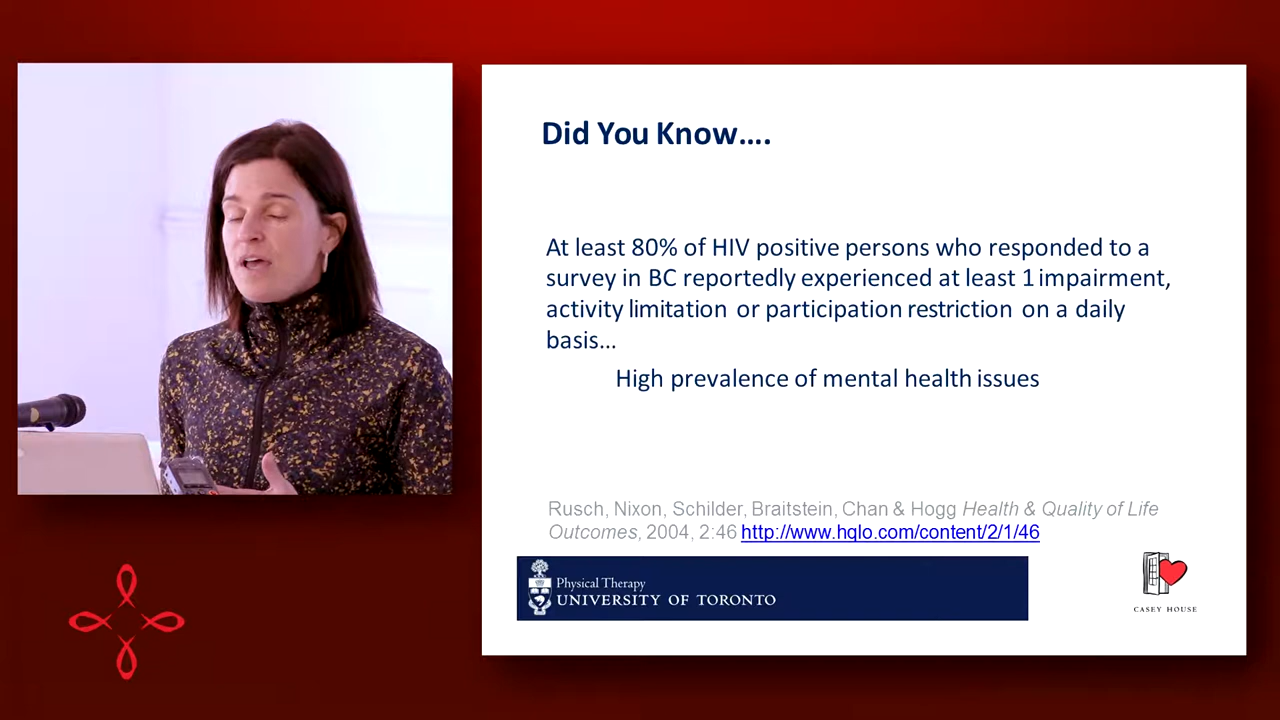 Did You Know....
At least 80% of HIV positive persons who responded to a
survey in BC reportedly experienced at least 1 impairment,
activity limitation or participation restriction on a daily
basis...
High prevalence of mental health issues
Rusch, Nixon, Schilder, Braitstein, Chan & Hogg Health & Quality of Life
Outcomes, 2004, 2:46 http://www.hqlo.com/content/2/1/46
Physical Therapy
UNIVERSITY OF TORONTO
CASEY HOUSE